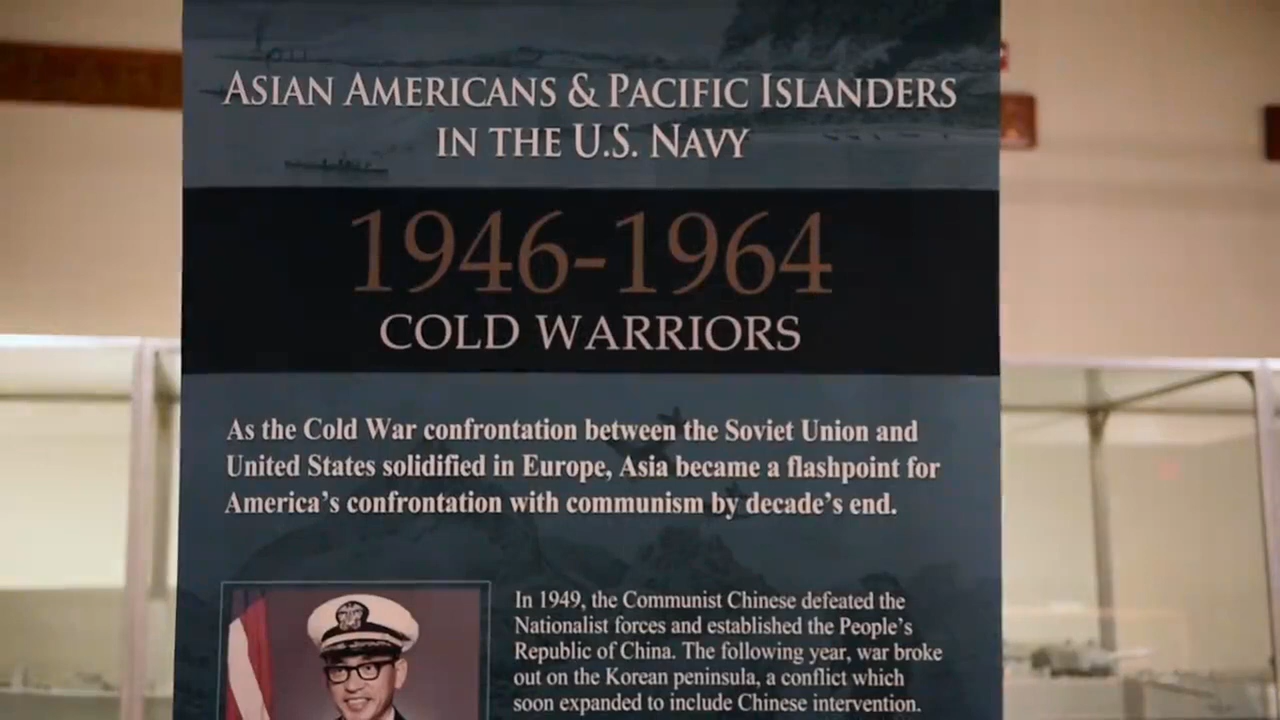 ASIAN AMERICANS & PACIFIC ISLANDERS
IN THE U.S. NAVY
1946-1964
COLD WARRIORS
As the Cold War confrontation between the Soviet Union and
United States solidified in Europe, Asia became a flashpoint for
America's confrontation with communism by decade's end.
In 1949, the Communist Chinese defeated the
Nationalist forces and established the People's
Republic of China. The following year, war broke
out on the Korean peninsula, a conflict which
soon expanded to include Chinese intervention.